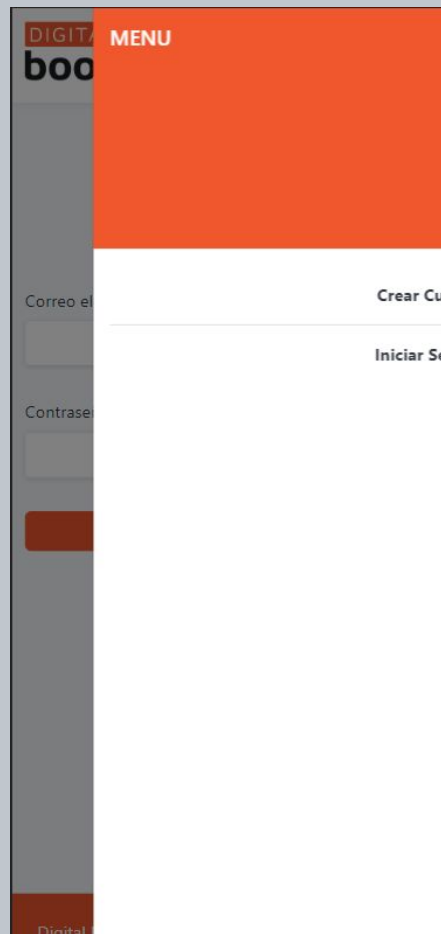 DIGITA
boo
MENU
Crear Cu
Iniciar Se
Correo el
Contrase
Digital